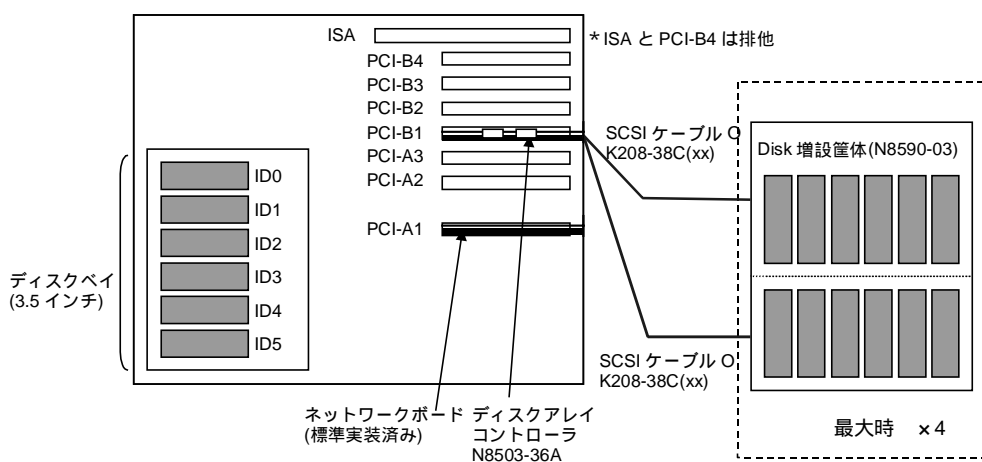 ISA
*ISA と PCI-B4 は排他
PCI-B4
PCI-B3
PCI-B2
PCI-B1
PCI-A3
PCI-A2
PCI-A1
SCSI ケーブル O
K208-38C(xx)
Disk 増設筐体(N8590-03)
ID0
ID1
ID2
ID3
ID4
ID5
ディスクベイ
(3.5 インチ)
SCSI ケーブル O
K208-38C(xx)
ネットワークボード
(標準実装済み)
ディスクアレイ
コントローラ
N8503-36A
最大時 ×4